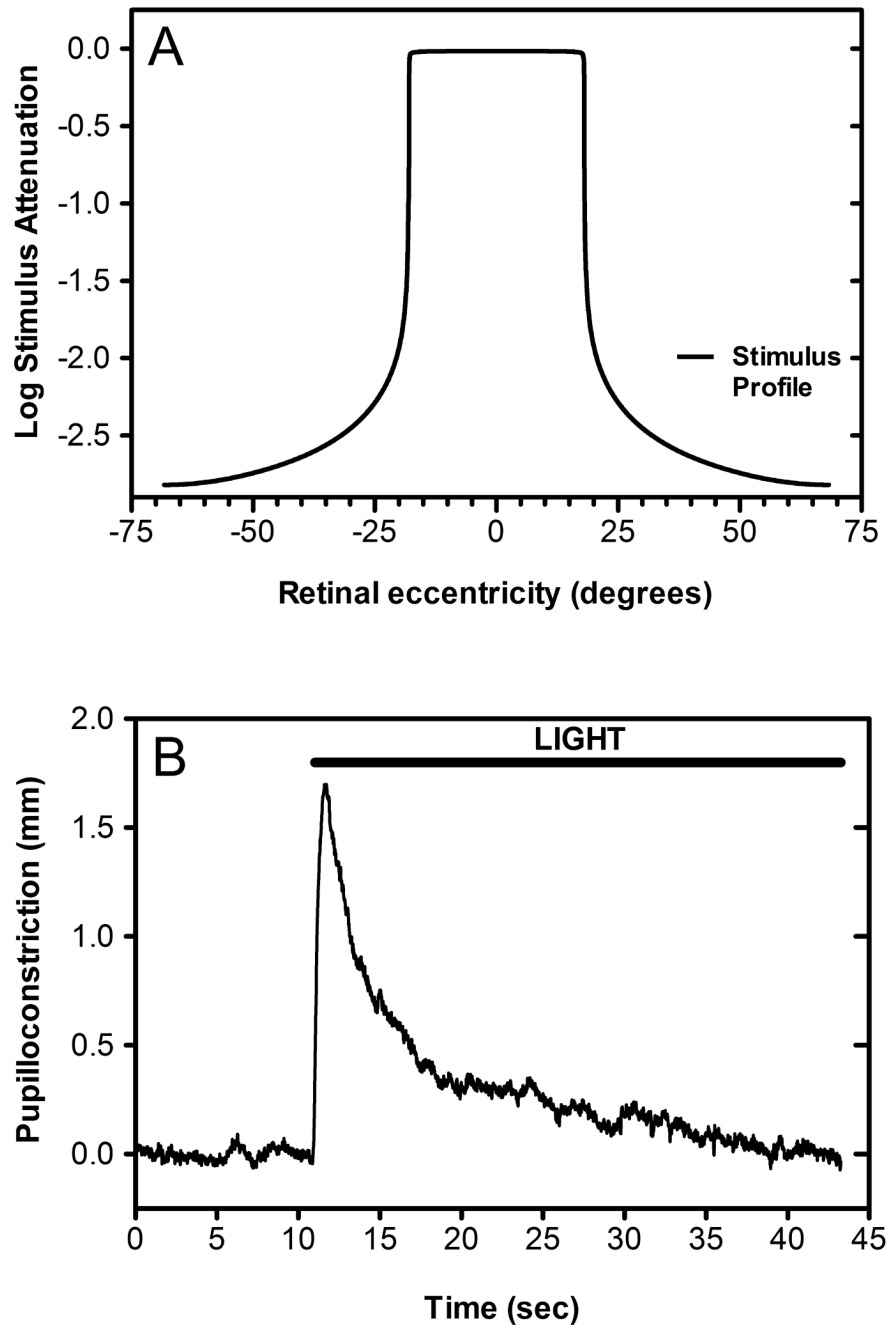 A
0.0
-0.5
-1.0
-1.5
-2.0
-2.5
Log Stimulus Attenuation
Stimulus
Profile
-75 -50 -25 0 25 50 75
Retinal eccentricity (degrees)
B
LIGHT
2.0
1.5
1.0
0.5
0.0
Pupilloconstriction (mm)
0 5 10 15 20 25 30 35 40 45
Time (sec)